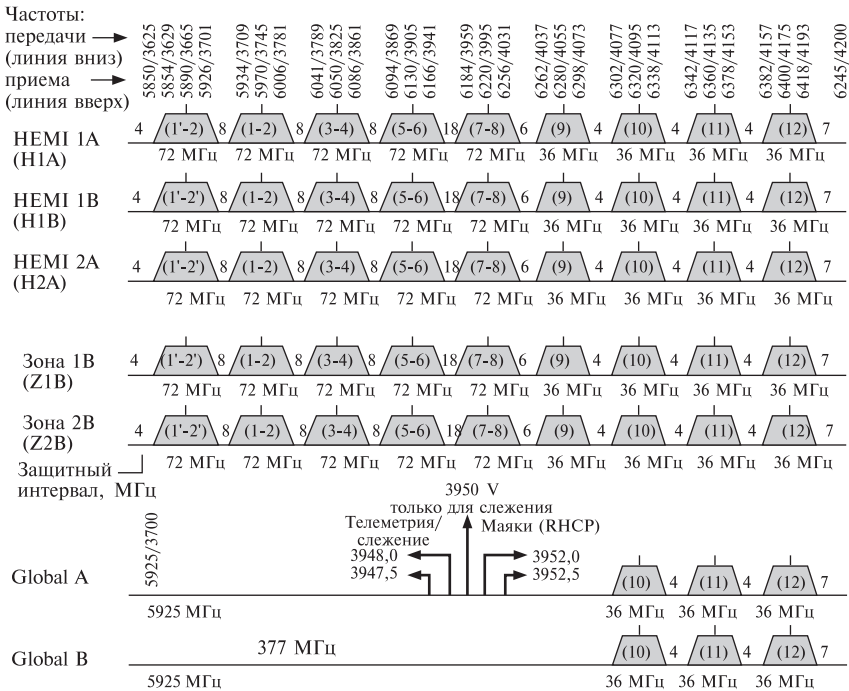 Частоты:
передачи
(линия вниз)
приема
(линия вверх)
5850/3625
5854/3629
5890/3665
5926/3701
5934/3709
5970/3745
6006/3781
6041/3789
6050/3825
6086/3861
6094/3869
6130/3905
6166/3941
6184/3959
6220/3995
6256/4031
6262/4037
6280/4055
6298/4073
6302/4077
6320/4095
6338/4113
6342/4117
6360/4135
6378/4153
6382/4157
6400/4175
6418/4193
6245/4200
HEMI 1A
(H1A)
4 (1'-2) 8 (1-2) 8 (3-4) 8 (5-6) 18 (7-8) 6 (9) 4 (10) 4 (11) 4 (12) 7
72 МГц 72 МГц 72 МГц 72 МГц 72 МГц 36 МГц 36 МГц 36 МГц 36 МГц
HEMI 1B
(H1B)
4 (1'-2') 8 (1-2) 8 (3-4) 8 (5-6) 18 (7-8) 6 (9) 4 (10) 4 (11) 4 (12) 7
72 МГц 72 МГц 72 МГц 72 МГц 72 МГц 36 МГц 36 МГц 36 МГц 36 МГц
HEMI 2A
(H2A)
4 (1'-2') 8 (1-2) 8 (3-4) 8 (5-6) 18 (7-8) 6 (9) 4 (10) 4 (11) 4 (12) 7
72 МГц 72 МГц 72 МГц 72 МГц 72 МГц 36 МГц 36 МГц 36 МГц 36 МГц
Зона 1B
(Z1B)
4 (1'-2') 8 (1-2) 8 (3-4) 8 (5-6) 18 (7-8) 6 (9) 4 (10) 4 (11) 4 (12) 7
72 МГц 72 МГц 72 МГц 72 МГц 72 МГц 36 МГц 36 МГц 36 МГц 36 МГц
Зона 2B
(Z2B)
4 (1'-2') 8 (1-2) 8 (3-4) 8 (5-6) 18 (7-8) 6 (9) 4 (10) 4 (11) 4 (12) 7
72 МГц 72 МГц 72 МГц 72 МГц 72 МГц 36 МГц 36 МГц 36 МГц 36 МГц
Защитный
интервал, МГц
3950 V
только для слежения
Телеметрия/
слежение
Маяки (RHCP)
5925/3700
3948,0
3952,0
3947,5
3952,5
Global A
(10) 4 (11) 4 (12) 7
5925 МГц 36 МГц 36 МГц 36 МГц
Global B
377 МГц
(10) 4 (11) 4 (12) 7
5925 МГц 36 МГц 36 МГц 36 МГц